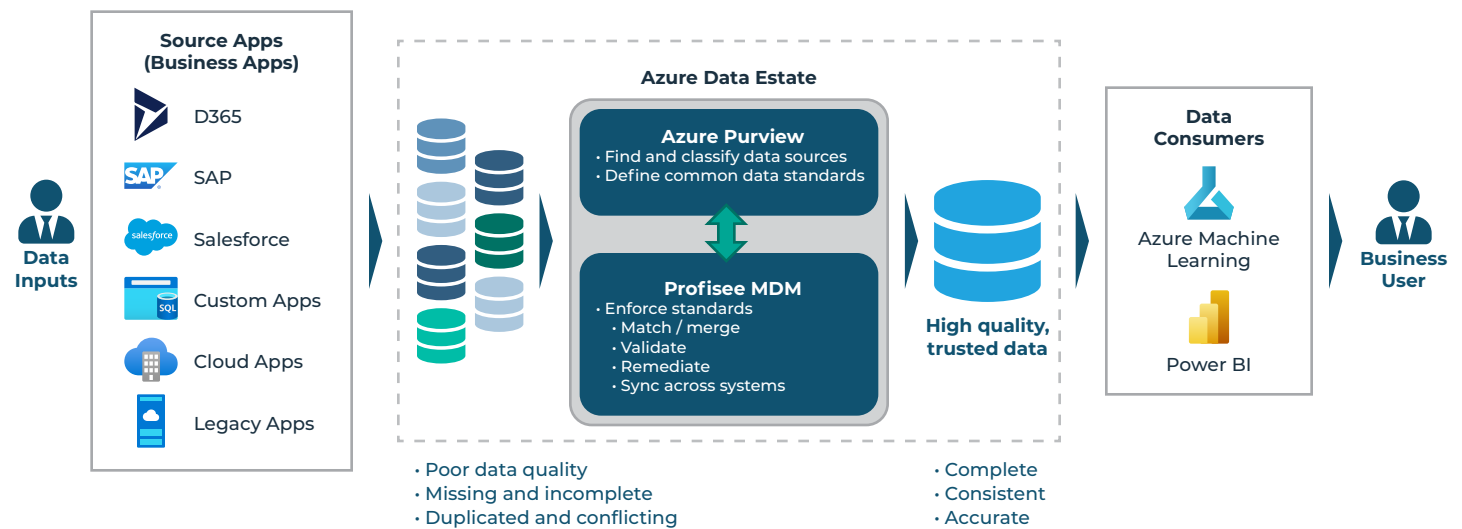 Data
Inputs
Source Apps
(Business Apps)
D365
SAP
SAP
salesforce
Salesforce
SQL
Custom Apps
Cloud Apps
Legacy Apps
Azure Data Estate
Azure Purview
• Find and classify data sources
• Define common data standards
Profisee MDM
• Enforce standards
• Match / merge
• Validate
• Remediate
• Sync across systems
High quality,
trusted data
• Poor data quality
• Missing and incomplete
• Duplicated and conflicting
• Complete
• Consistent
• Accurate
Data
Consumers
Azure Machine
Learning
Power BI
Business
User